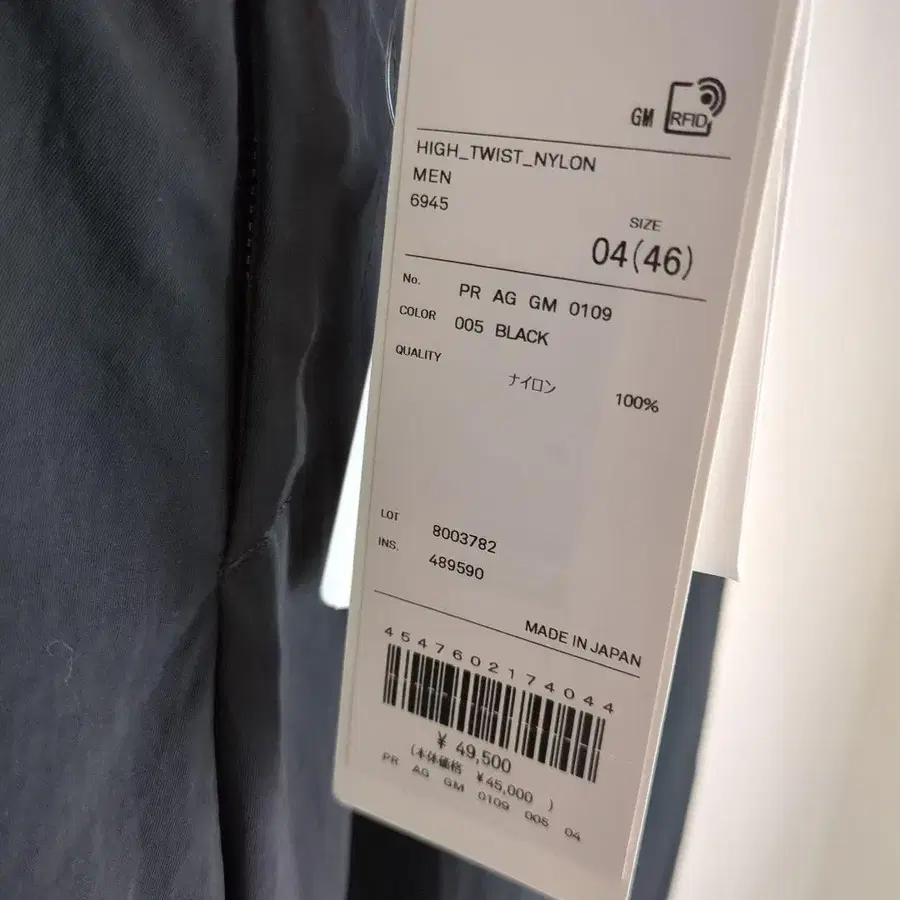 GM RFID
HIGH_TWIST_NYLON
MEN
6945
SIZE
04(46)
No. PR AG GM 0109
COLOR 005 BLACK
QUALITY
ナイロン 100%
LOT 8003782
INS. 489590
MADE IN JAPAN
4547602174044
¥ 49,500
(本体価格 ¥45,000 )
PR AG GM 0109 005 04